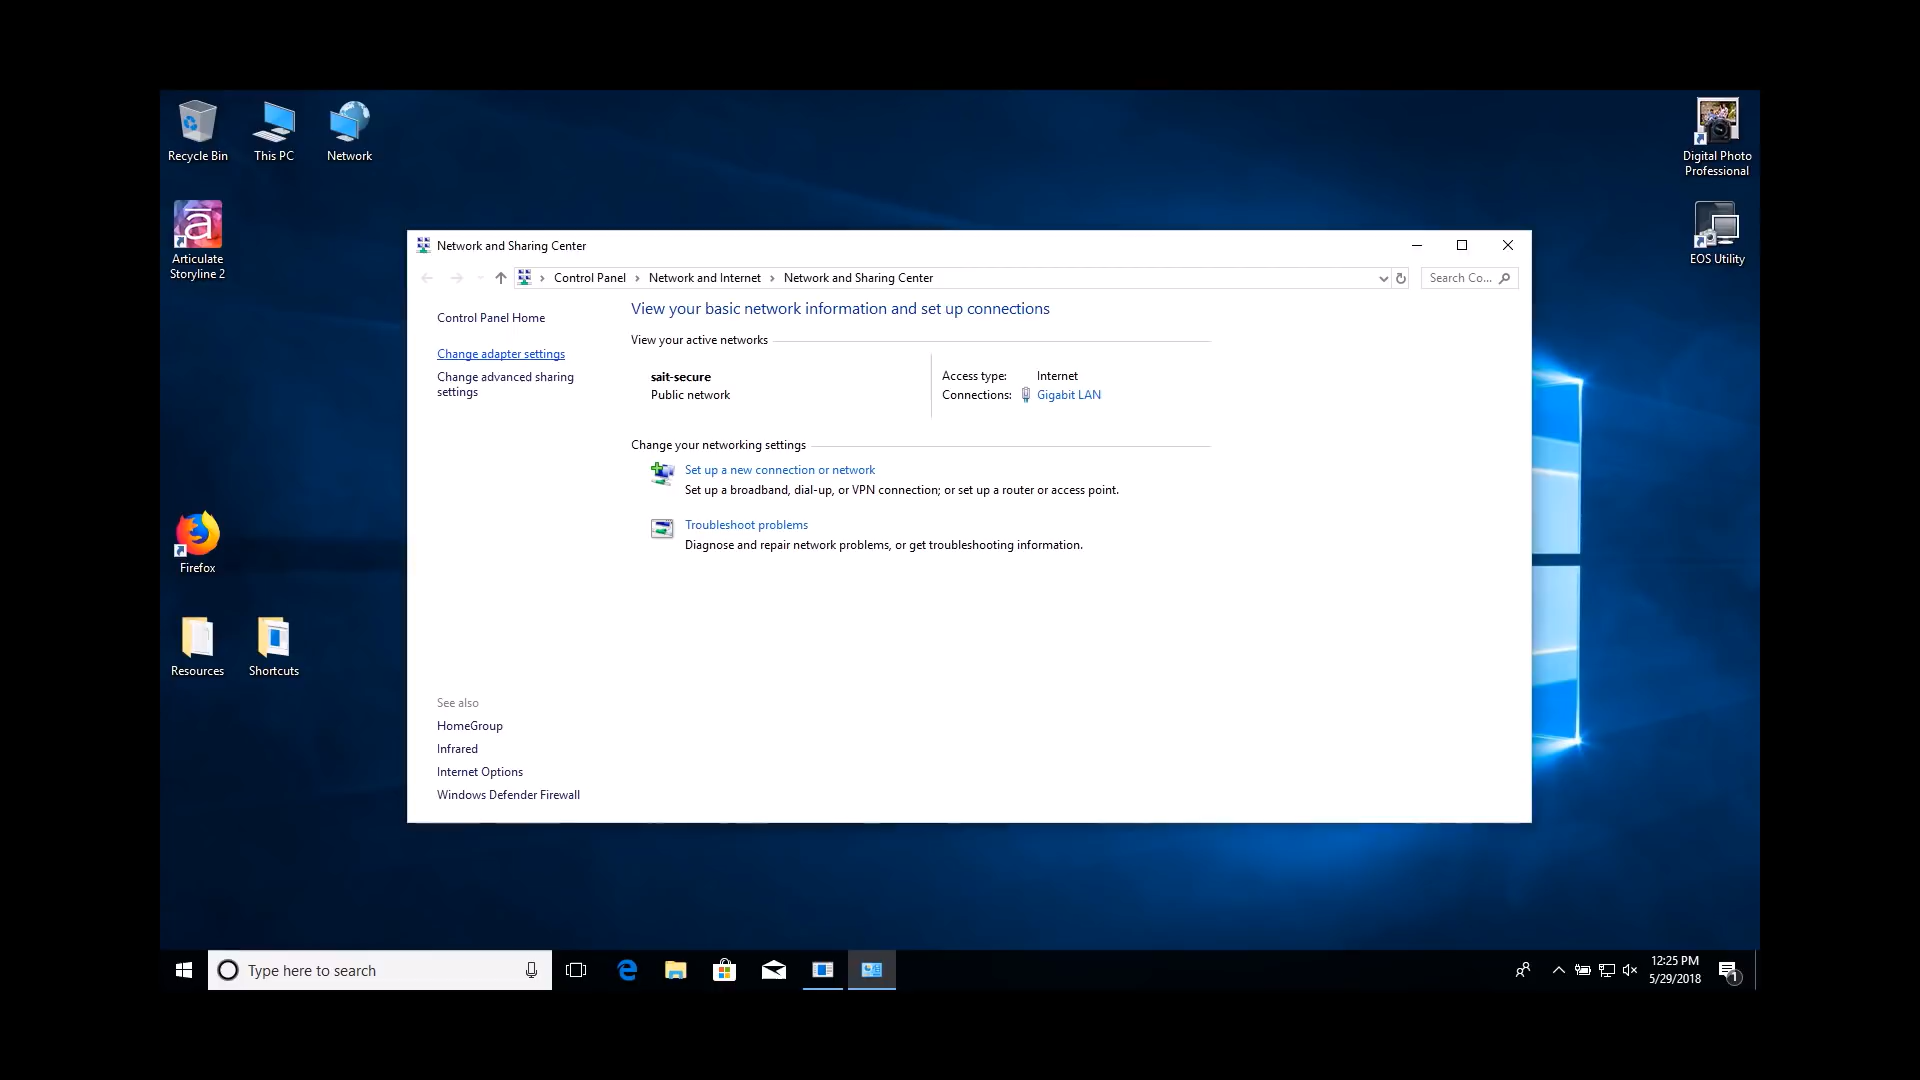 Recycle Bin
This PC
Network
Digital Photo
Professional
Articulate
Storyline 2
EOS Utility
Firefox
Resources
Shortcuts
Network and Sharing Center
Control Panel
Network and Internet
Network and Sharing Center
Search Co...
Control Panel Home
Change adapter settings
Change advanced sharing
settings
View your basic network information and set up connections
View your active networks
sait-secure
Public network
Access type: Internet
Connections: Gigabit LAN
Change your networking settings
Set up a new connection or network
Set up a broadband, dial-up, or VPN connection; or set up a router or access point.
Troubleshoot problems
Diagnose and repair network problems, or get troubleshooting information.
See also
HomeGroup
Infrared
Internet Options
Windows Defender Firewall
Type here to search
12:25 PM
5/29/2018
1